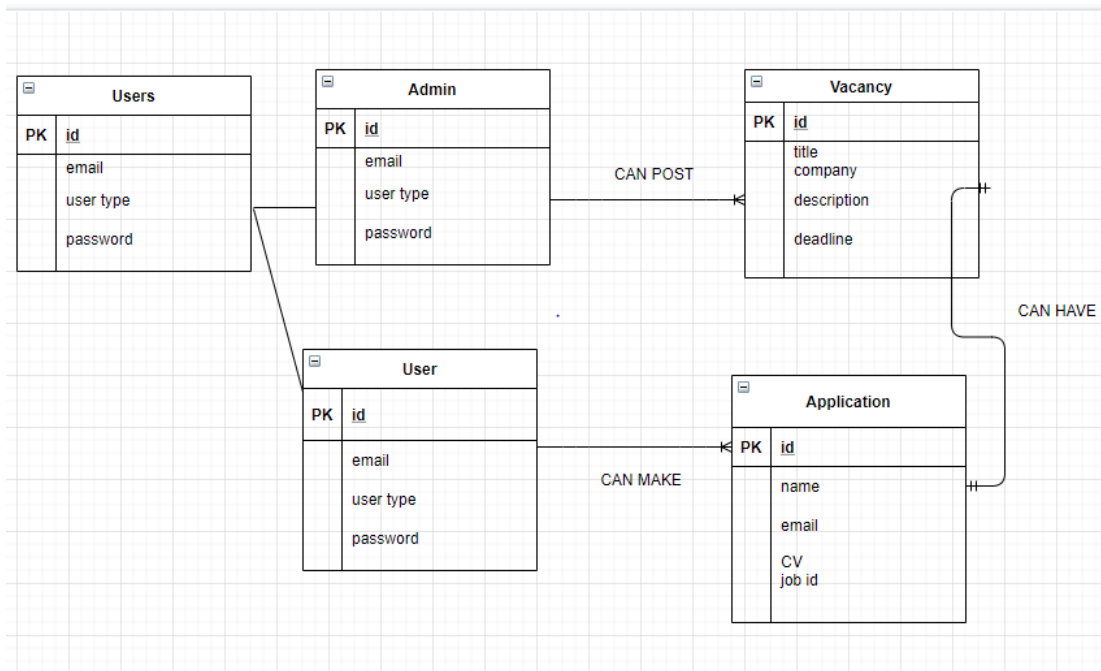 Users
PK id
email
user type
password
Admin
PK id
email
user type
password
CAN POST
Vacancy
PK id
title
company
description
deadline
CAN HAVE
User
PK id
email
user type
password
CAN MAKE
Application
PK id
name
email
CV
job id